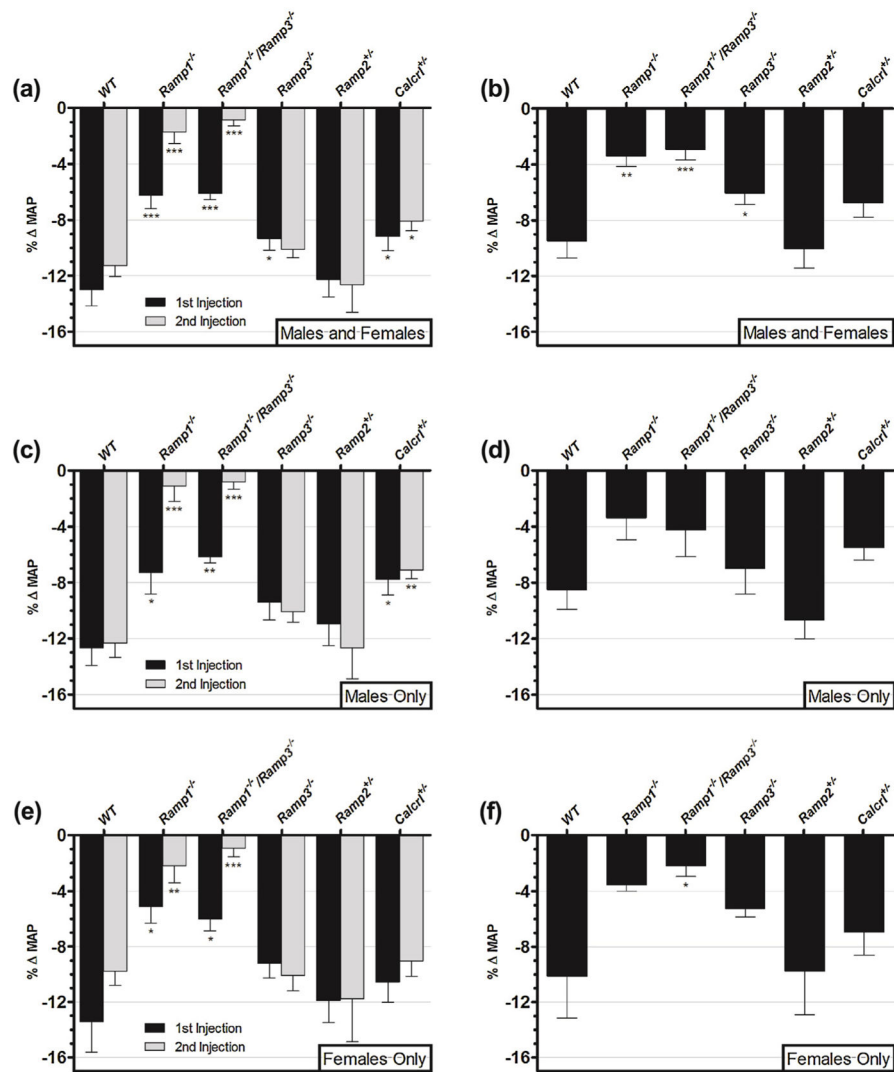 (a)
WT
Ramp1-/-
Ramp1-/-/Ramp3-/-
Ramp3-/-
Ramp2+/-
Calcrl+/-
% Δ MAP
0
-4
-8
-12
-16
***
***
***
***
*
*
*
1st Injection
2nd Injection
Males and Females
(b)
WT
Ramp1-/-
Ramp1-/-/Ramp3-/-
Ramp3-/-
Ramp2+/-
Calcrl+/-
% Δ MAP
0
-4
-8
-12
-16
**
***
*
Males and Females
(c)
WT
Ramp1-/-
Ramp1-/-/Ramp3-/-
Ramp3-/-
Ramp2+/-
Calcrl+/-
% Δ MAP
0
-4
-8
-12
-16
*
***
**
***
*
**
1st Injection
2nd Injection
Males Only
(d)
WT
Ramp1-/-
Ramp1-/-/Ramp3-/-
Ramp3-/-
Ramp2+/-
Calcrl+/-
% Δ MAP
0
-4
-8
-12
-16
Males Only
(e)
WT
Ramp1-/-
Ramp1-/-/Ramp3-/-
Ramp3-/-
Ramp2+/-
Calcrl+/-
% Δ MAP
0
-4
-8
-12
-16
*
**
*
***
1st Injection
2nd Injection
Females Only
(f)
WT
Ramp1-/-
Ramp1-/-/Ramp3-/-
Ramp3-/-
Ramp2+/-
Calcrl+/-
% Δ MAP
0
-4
-8
-12
-16
*
Females Only